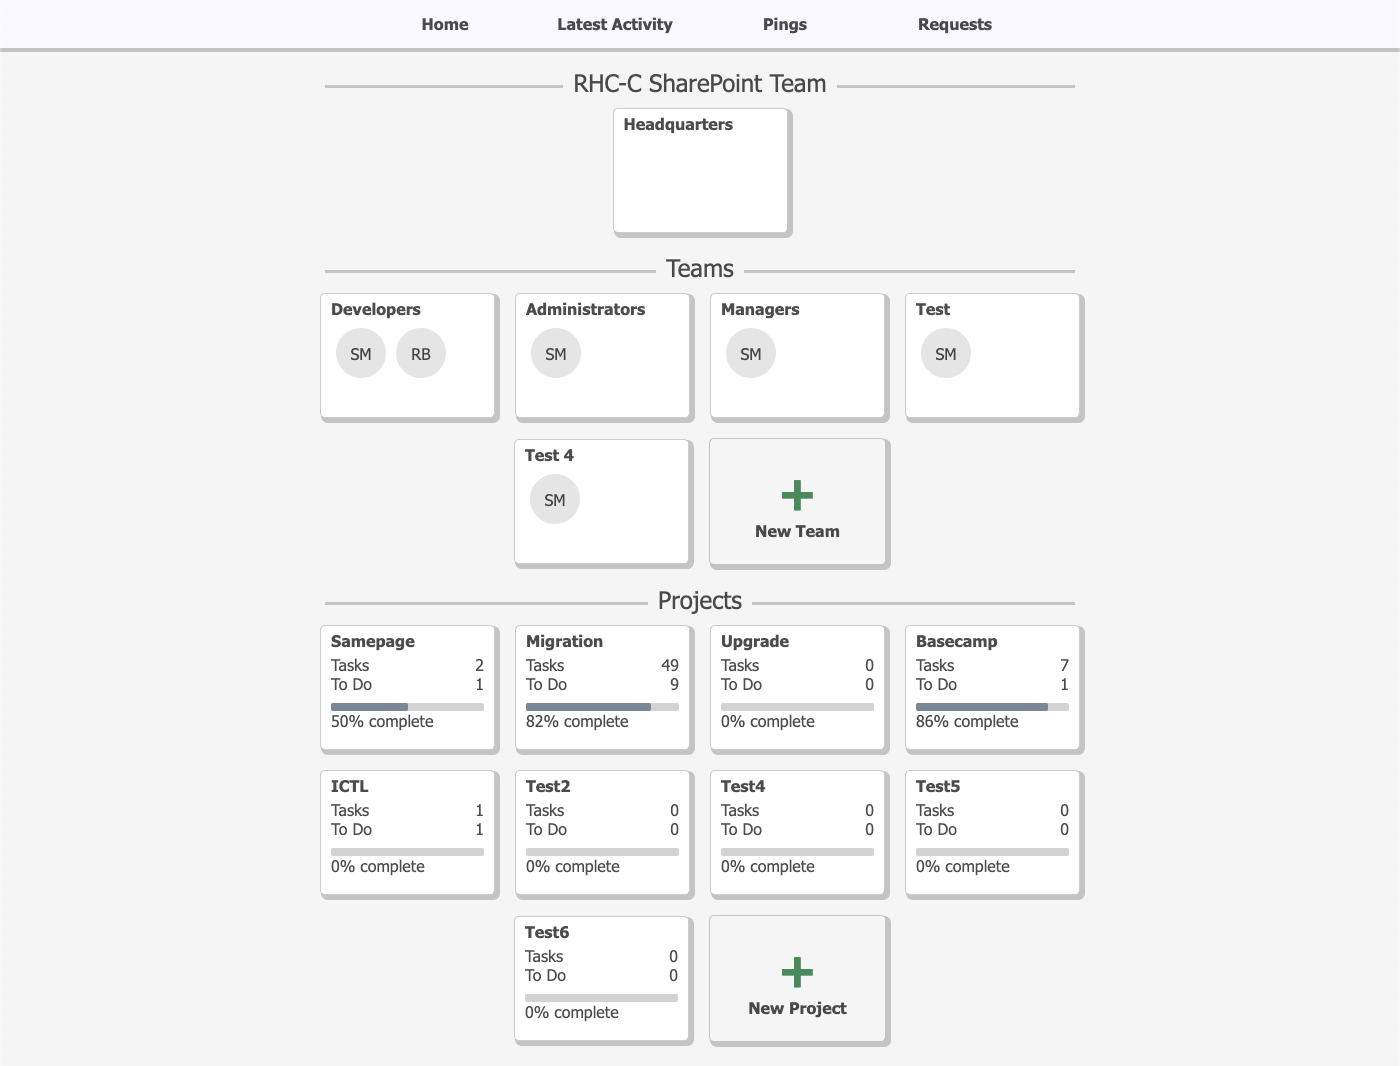 Home Latest Activity Pings Requests
RHC-C SharePoint Team
Headquarters
Teams
Developers
SM RB
Administrators
SM
Managers
SM
Test
SM
Test 4
SM
New Team
Projects
Samepage
Tasks 2
To Do 1
50% complete
Migration
Tasks 49
To Do 9
82% complete
Upgrade
Tasks 0
To Do 0
0% complete
Basecamp
Tasks 7
To Do 1
86% complete
ICTL
Tasks 1
To Do 1
0% complete
Test2
Tasks 0
To Do 0
0% complete
Test4
Tasks 0
To Do 0
0% complete
Test5
Tasks 0
To Do 0
0% complete
Test6
Tasks 0
To Do 0
0% complete
New Project